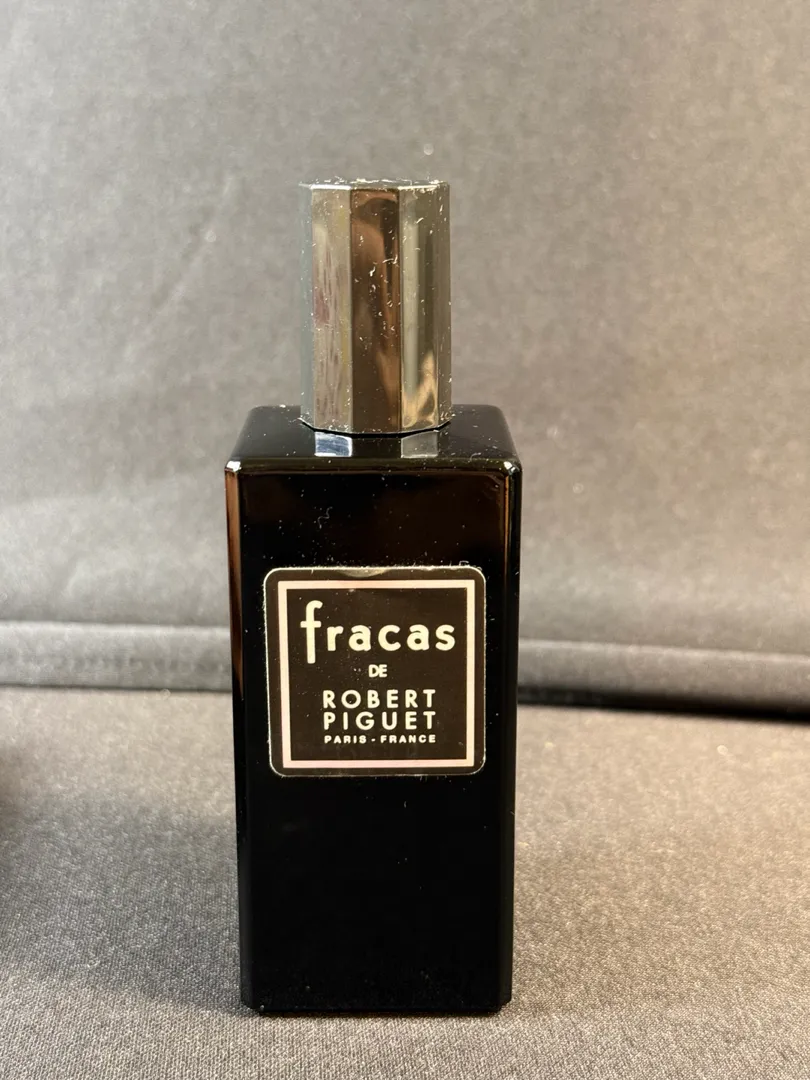 fracas
DE
ROBERT
PIGUET
PARIS - FRANCE